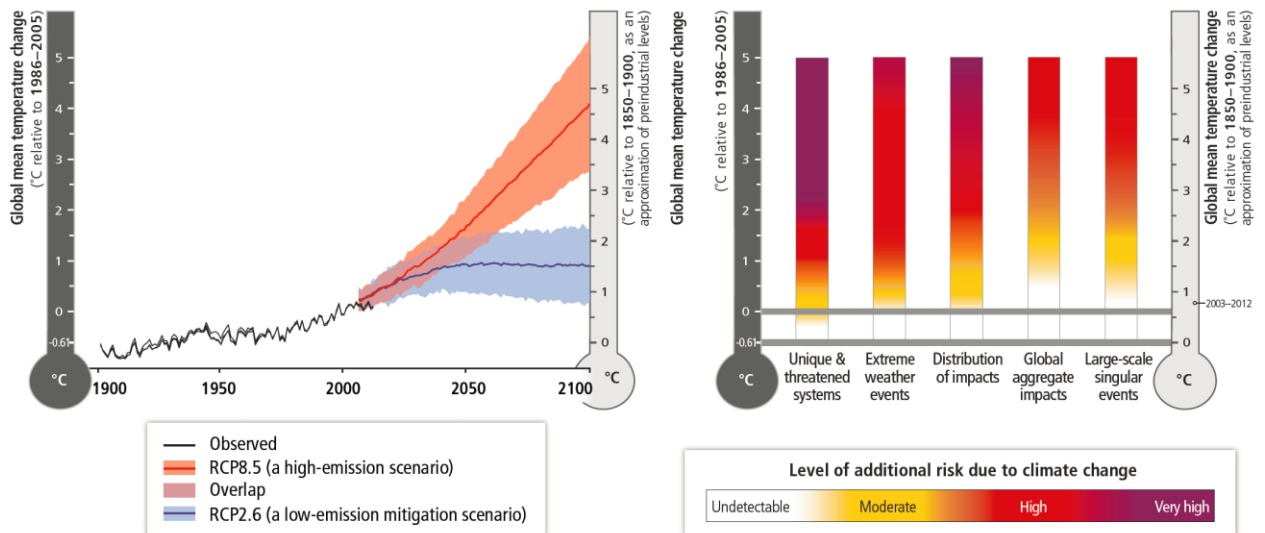 Global mean temperature change
(°C relative to 1986–2005)
5
4
3
2
1
0
-0.61
°C
1900
1950
2000
2050
2100
5
4
3
2
1
0
°C
(°C relative to 1850–1900, as an
approximation of preindustrial levels)
Observed
RCP8.5 (a high-emission scenario)
Overlap
RCP2.6 (a low-emission mitigation scenario)
Global mean temperature change
(°C relative to 1986–2005)
5
4
3
2
1
0
-0.61
°C
Unique &
threatened
systems
Extreme
weather
events
Distribution
of impacts
Global
aggregate
impacts
Large-scale
singular
events
5
4
3
2
1
0
°C
2003–2012
Global mean temperature change
(°C relative to 1850–1900, as an
approximation of preindustrial levels)
Level of additional risk due to climate change
Undetectable
Moderate
High
Very high